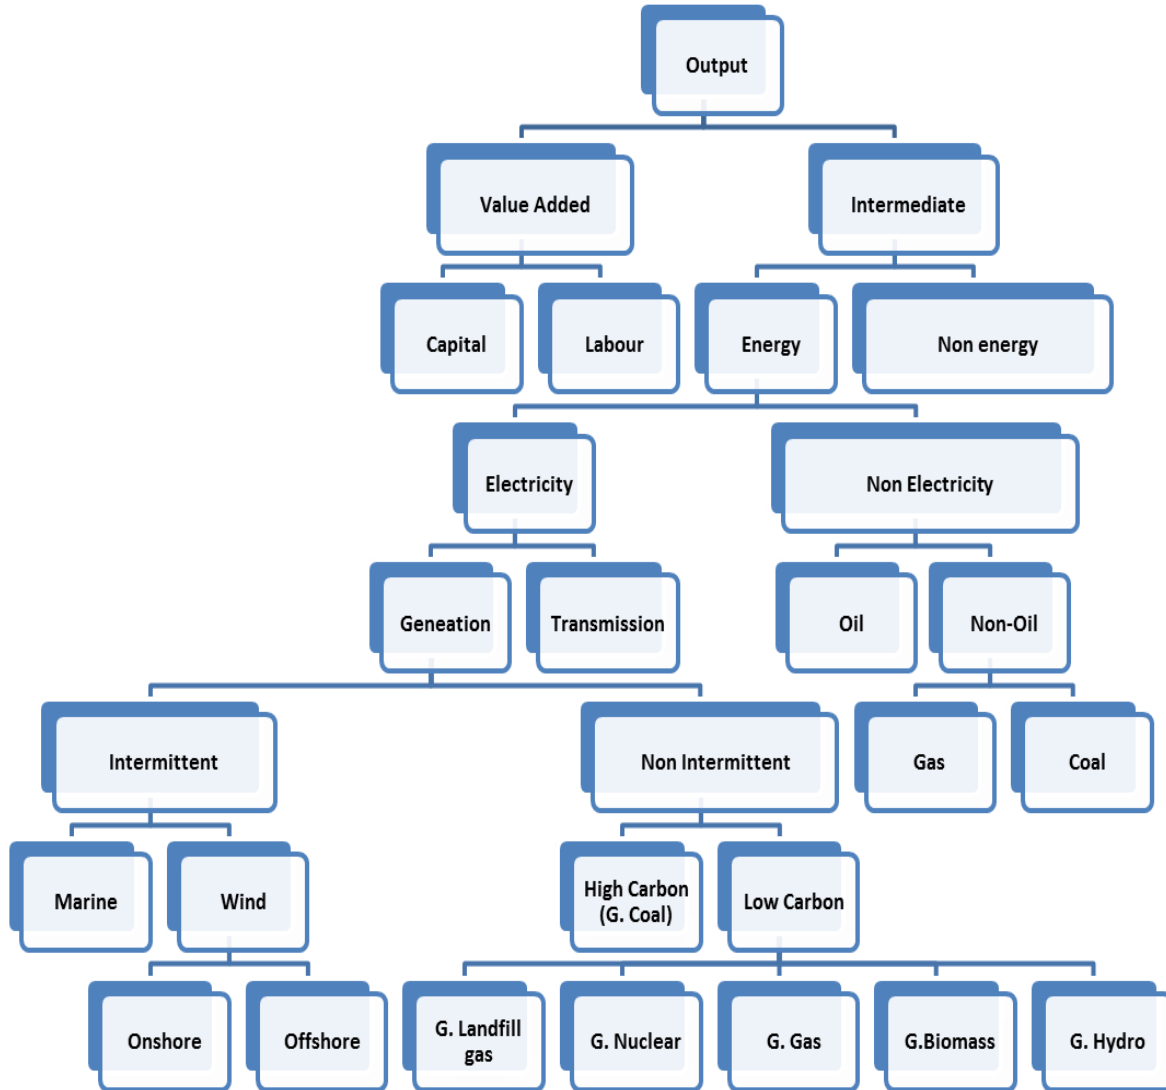 Output
Value Added
Intermediate
Capital
Labour
Energy
Non energy
Electricity
Non Electricity
Geneation
Transmission
Oil
Non-Oil
Intermittent
Non Intermittent
Gas
Coal
Marine
Wind
High Carbon
(G. Coal)
Low Carbon
Onshore
Offshore
G. Landfill
gas
G. Nuclear
G. Gas
G.Biomass
G. Hydro